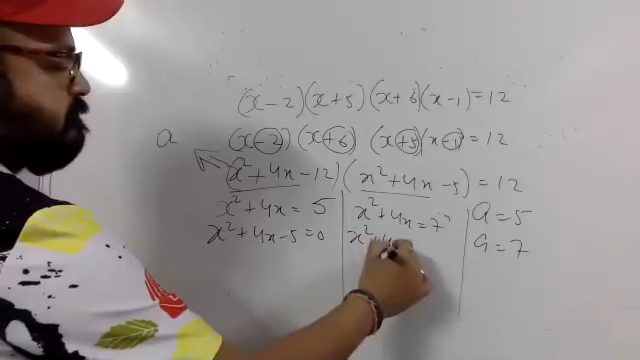 (x-2)(x+5)(x+6)(x-1)=12
a (x-2)(x+6) (x+5)(x-1)=12
(x²+4x-12)(x²+4x-5)=12
x²+4x=5 x²+4x=7 a=5
x²+4x-5=0 x²+4 a=7